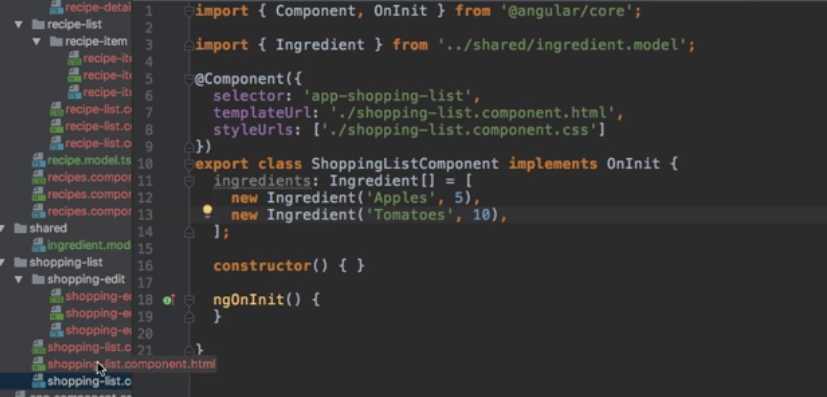 recipe-detai
recipe-list
recipe-item
recipe-ite
recipe-ite
recipe-ite
recipe-list.co
recipe-list.c
recipe-list.c
recipe.model.ts
recipes.compor
recipes.compor
recipes.compor
shared
ingredient.mod
shopping-list
shopping-edit
shopping-e
shopping-e
shopping-e
shopping-list.c
shopping-list.component.html
shopping-list.c
1 import { Component, OnInit } from '@angular/core';
2
3 import { Ingredient } from '../shared/ingredient.model';
4
5 @Component({
6 selector: 'app-shopping-list',
7 templateUrl: './shopping-list.component.html',
8 styleUrls: ['./shopping-list.component.css']
9 })
10 export class ShoppingListComponent implements OnInit {
11 ingredients: Ingredient[] = [
12 new Ingredient('Apples', 5),
13 new Ingredient('Tomatoes', 10),
14 ];
15
16 constructor() { }
17
18 ngOnInit() {
19 }
20
21 }